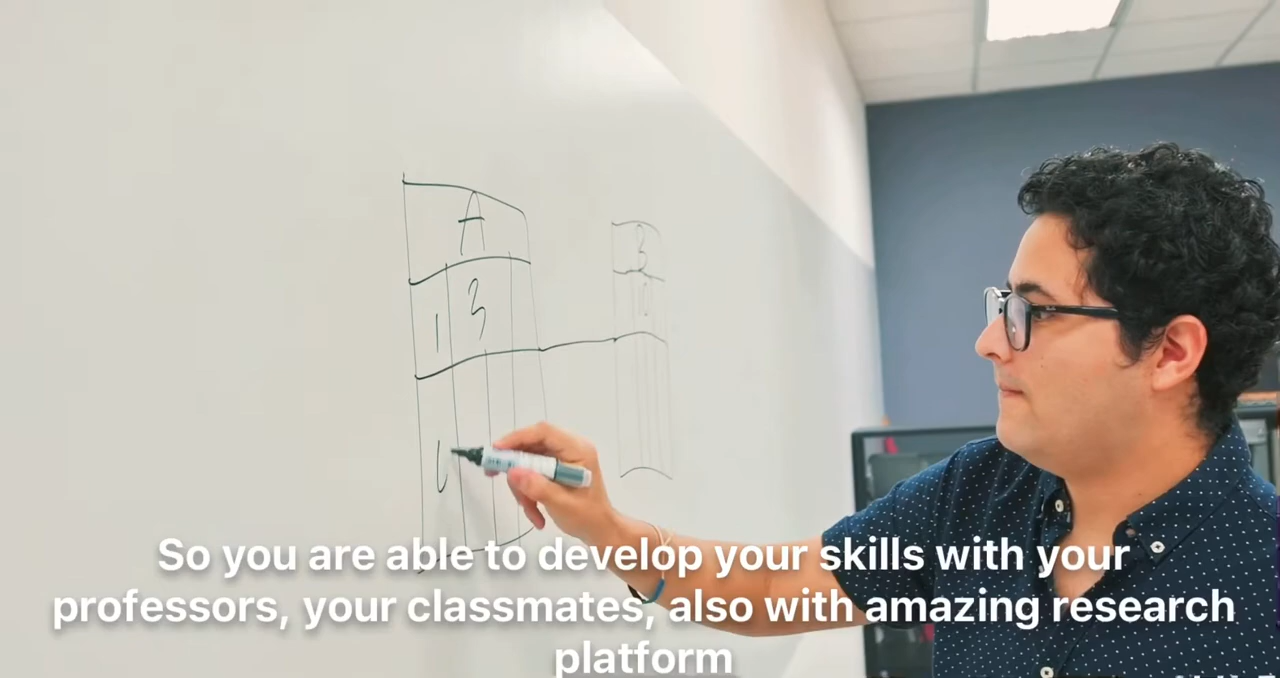 A
3
1 3
So you are able to develop your skills with your
professors, your classmates, also with amazing research
platform